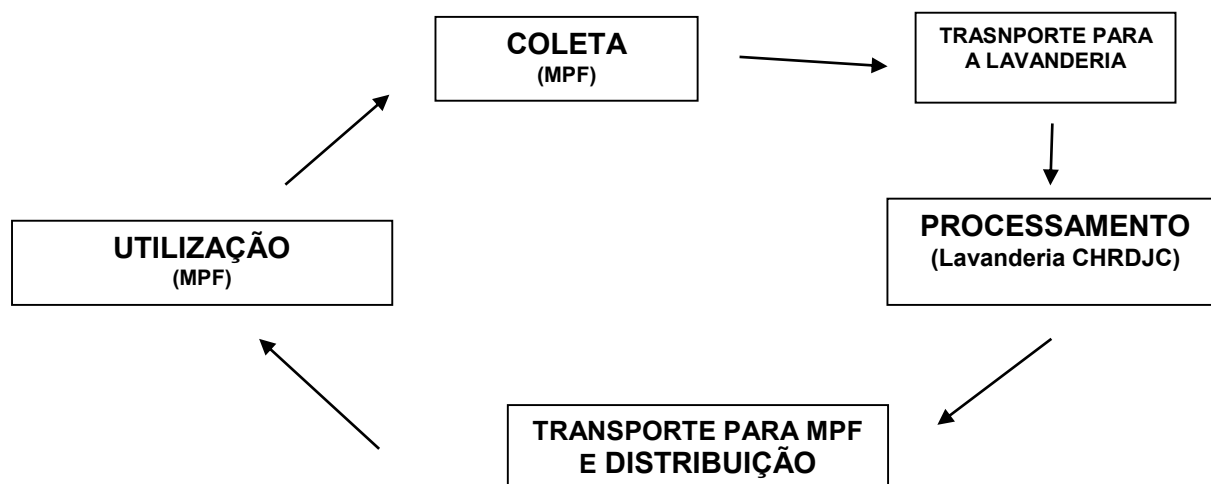 COLETA
(MPF)
TRASNPORTE PARA
A LAVANDERIA
UTILIZAÇÃO
(MPF)
PROCESSAMENTO
(Lavanderia CHRDJC)
TRANSPORTE PARA MPF
E DISTRIBUIÇÃO